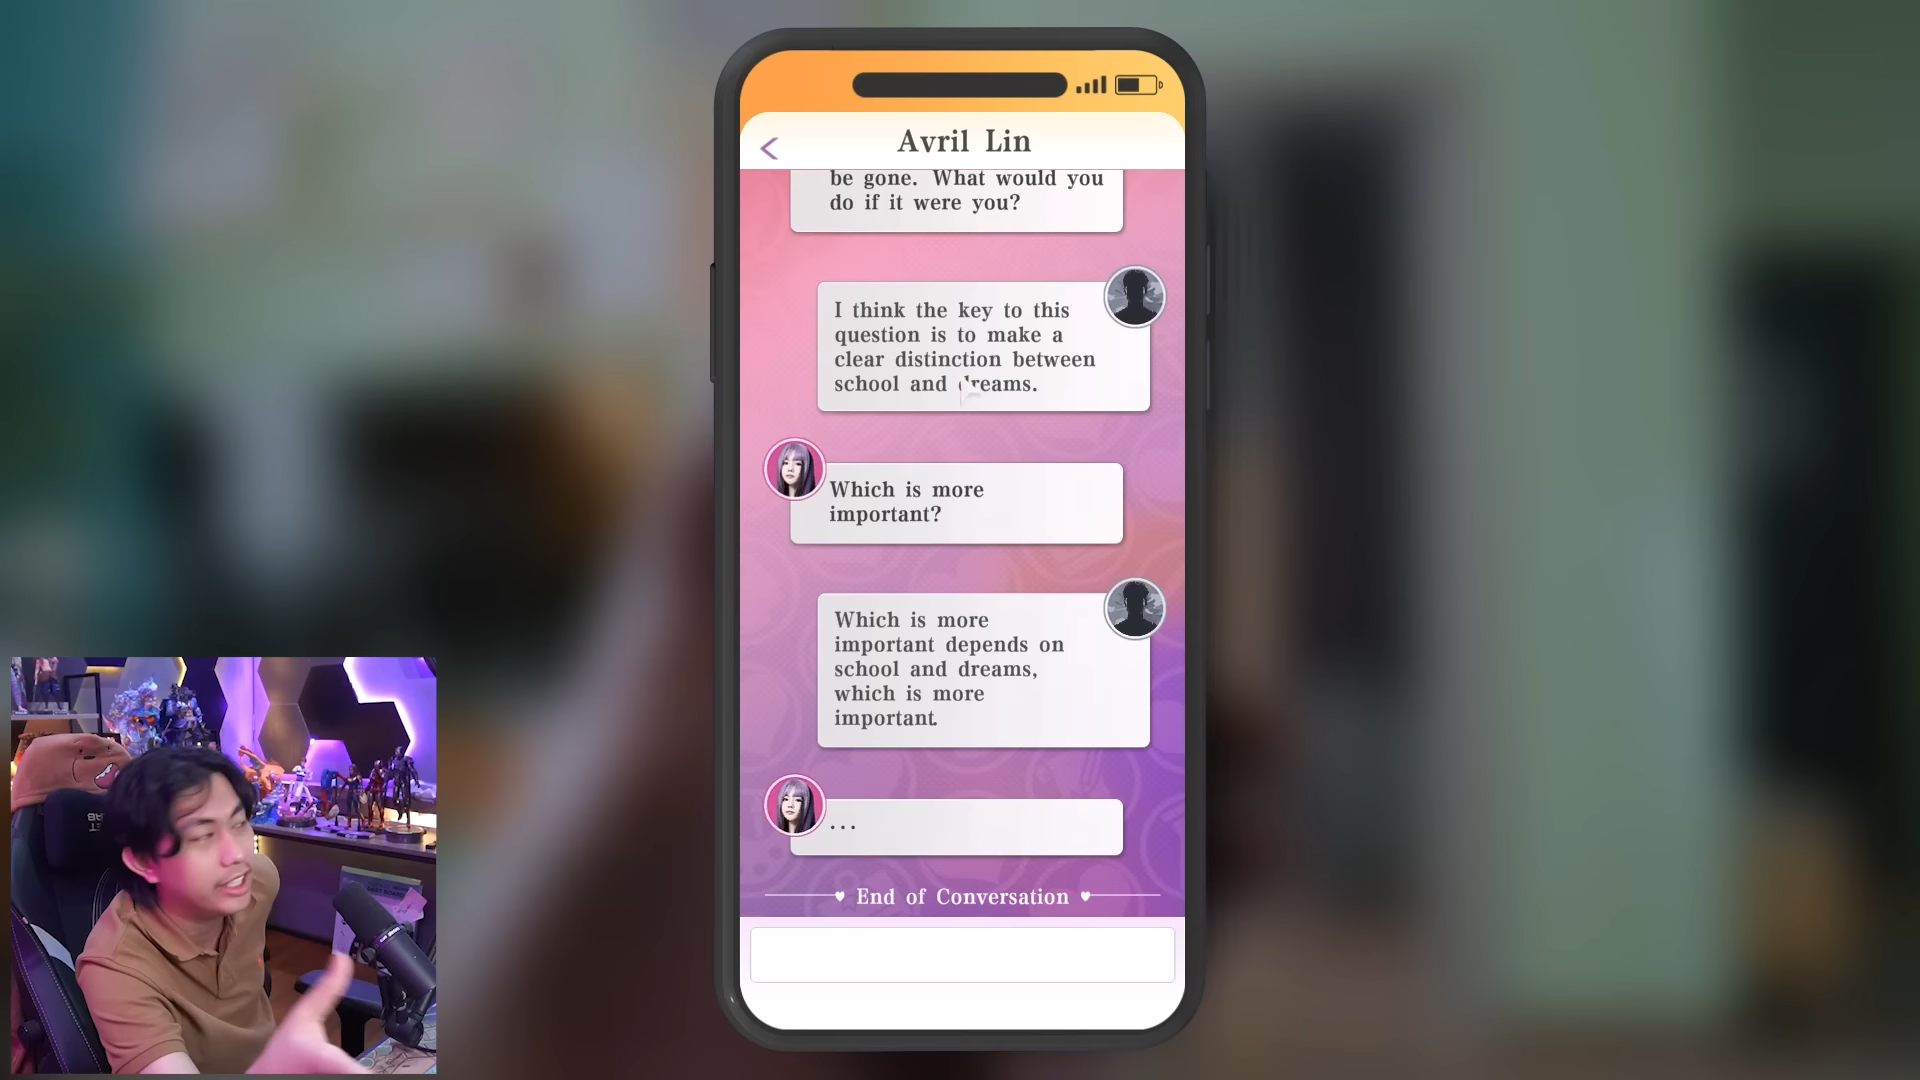 Avril Lin
be gone. What would you
do if it were you?
I think the key to this
question is to make a
clear distinction between
school and dreams.
Which is more
important?
Which is more
important depends on
school and dreams,
which is more
important.
...
End of Conversation